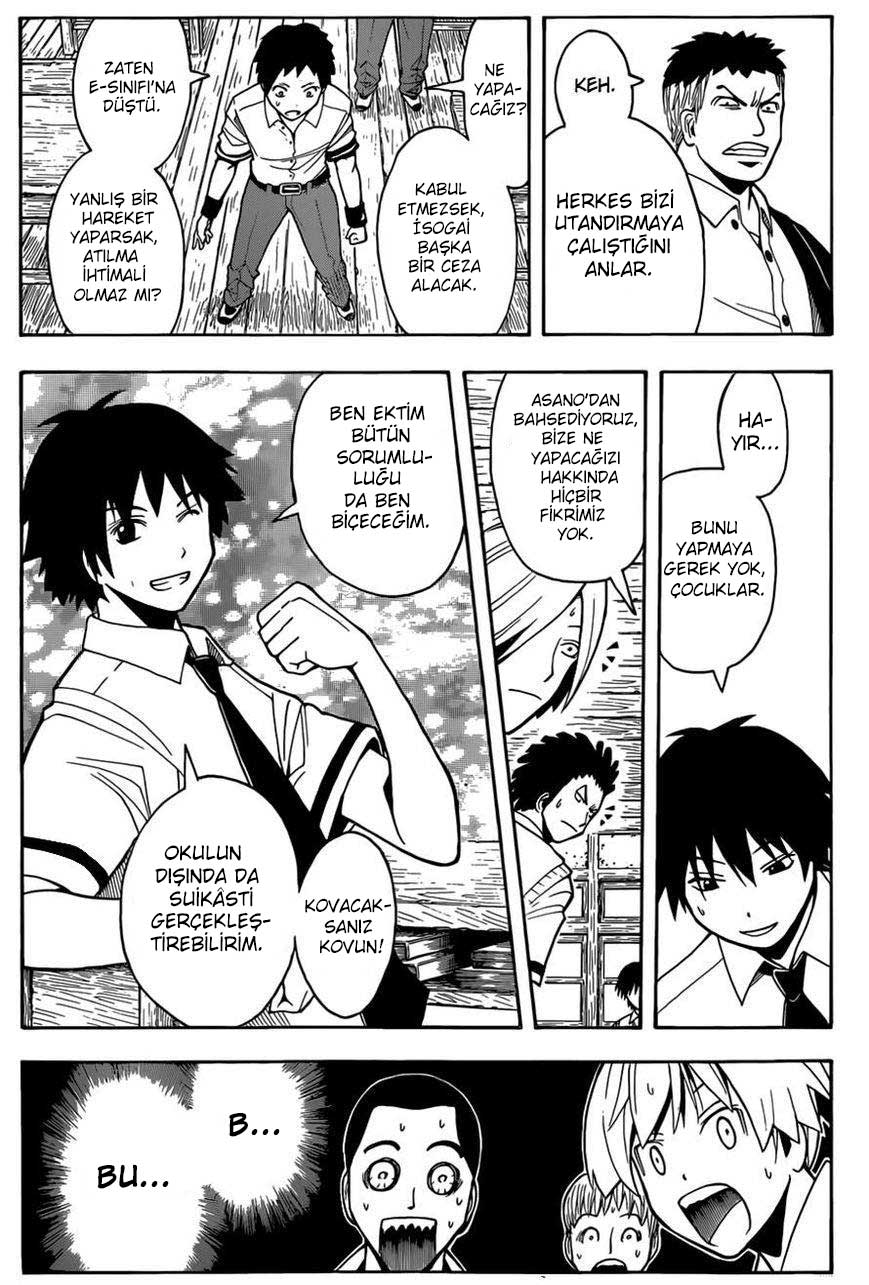 KEH.
HERKES BİZİ
UTANDIRMAYA
ÇALIŞTIĞINI
ANLAR.
NE
YAPA-
CAĞIZ?
KABUL
ETMEZSEK,
İSOGAİ
BAŞKA
BİR CEZA
ALACAK.
ZATEN
E-SINIFI'NA
DÜŞTÜ.
YANLIŞ BİR
HAREKET
YAPARSAK,
ATILMA
İHTİMALİ
OLMAZ MI?
HA-
YIR...
BUNU
YAPMAYA
GEREK YOK,
ÇOCUKLAR.
ASANO'DAN
BAHSEDİYORUZ,
BİZE NE
YAPACAĞIZI
HAKKINDA
HİÇBİR
FİKRİMİZ
YOK.
BEN EKTİM
BÜTÜN
SORUMLU-
LUĞU
DA BEN
BİÇECEĞİM.
KOVACAK-
SANIZ
KOVUN!
OKULUN
DIŞINDA DA
SUİKÂSTİ
GERÇEKLEŞ-
TİREBİLİRİM.
B...
BU...